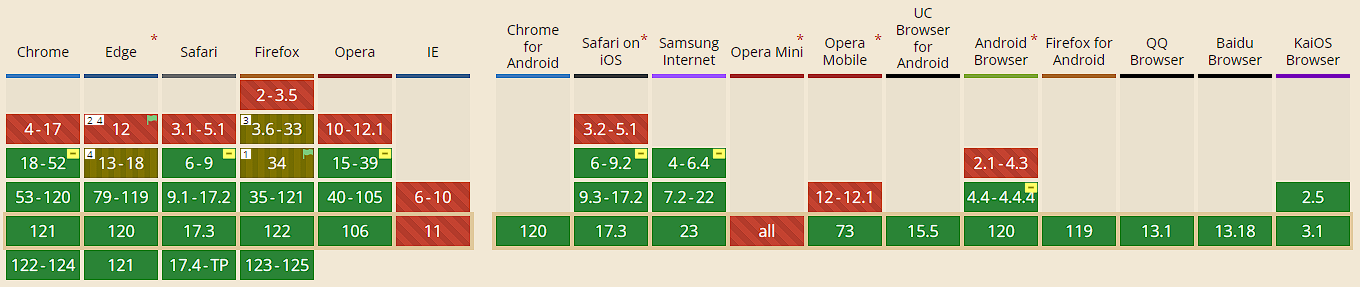 Chrome
Edge *
Safari
Firefox
Opera
IE
Chrome
for
Android
Safari on *
iOS
Samsung
Internet
Opera Mini *
Opera *
Mobile
UC
Browser
for
Android
Android *
Browser
Firefox for
Android
QQ
Browser
Baidu
Browser
KaiOS
Browser
2-3.5
4-17 2 4 12 3.1-5.1 3 3.6-33 10-12.1 3.2-5.1
18-52 4 13-18 6-9 1 34 15-39 6-9.2 4-6.4 2.1-4.3
53-120 79-119 9.1-17.2 35-121 40-105 6-10 9.3-17.2 7.2-22 12-12.1 4.4-4.4.4 2.5
121 120 17.3 122 106 11 120 17.3 23 all 73 15.5 120 119 13.1 13.18 3.1
122-124 121 17.4-TP 123-125